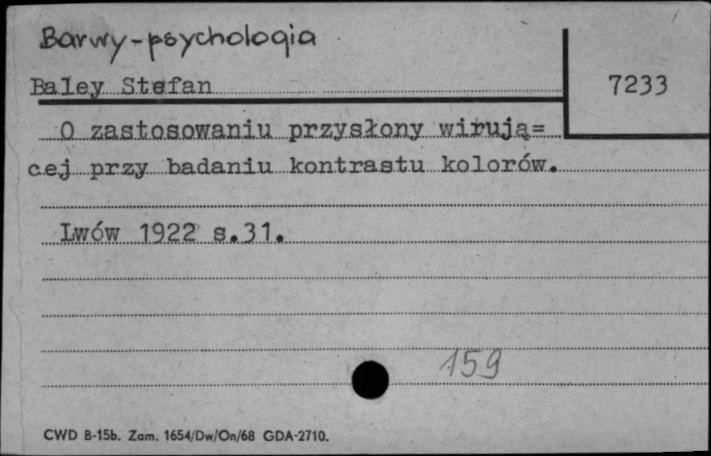 Barwy-psychologia
Baley Stefan
7233
O zastosowaniu przysłony wirują=
cej przy badaniu kontrastu kolorów.
Lwów 1922 s.31.
159
CWD B-15b. Zam. 1654/Dw/On/68 GDA-2710.